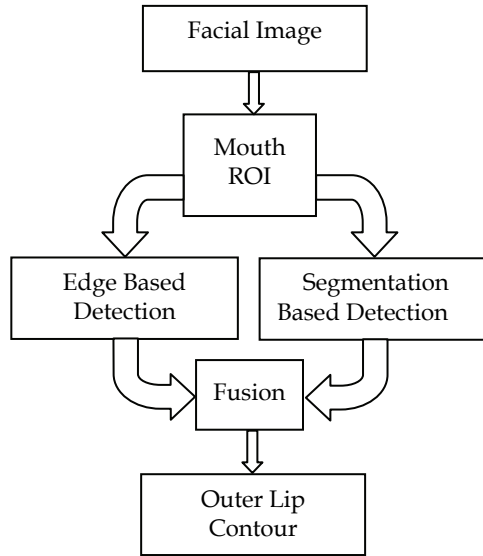 Facial Image
Mouth
ROI
Edge Based
Detection
Segmentation
Based Detection
Fusion
Outer Lip
Contour